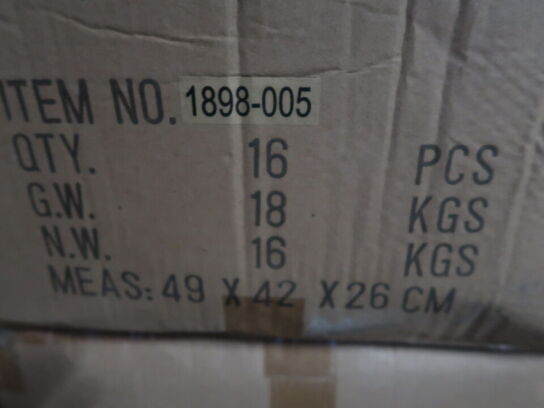 ITEM NO. 1898-005
QTY. 16 PCS
G.W. 18 KGS
N.W. 16 KGS
MEAS: 49 X 42 X 26 CM